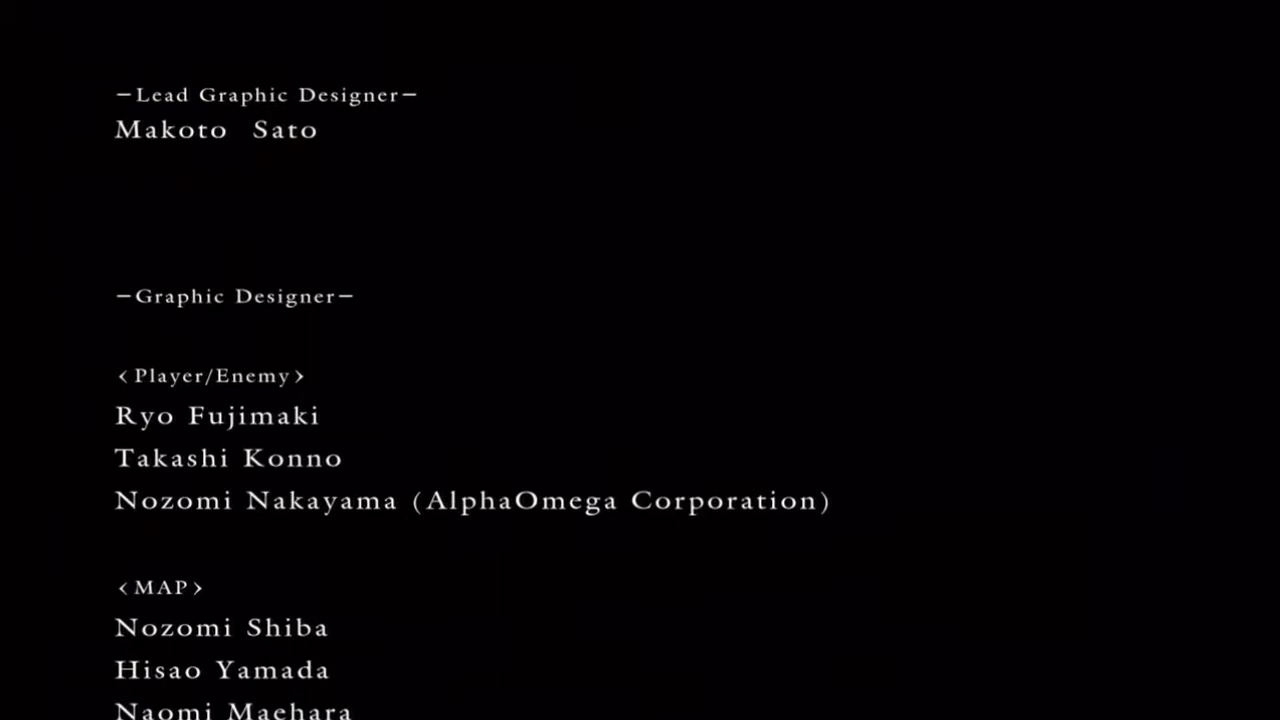 −Lead Graphic Designer−
Makoto Sato
−Graphic Designer−
<Player/Enemy>
Ryo Fujimaki
Takashi Konno
Nozomi Nakayama (AlphaOmega Corporation)
<MAP>
Nozomi Shiba
Hisao Yamada
Naomi Maehara